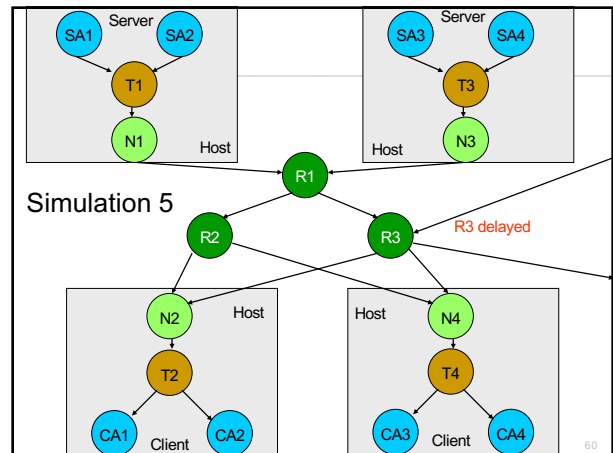 Server
Server
SA1
SA2
SA3
SA4
T1
T3
N1
N3
Host
Host
R1
Simulation 5
R2
R3
R3 delayed
N2
Host
Host
N4
T2
T4
CA1
Client
CA2
CA3
Client
CA4
60